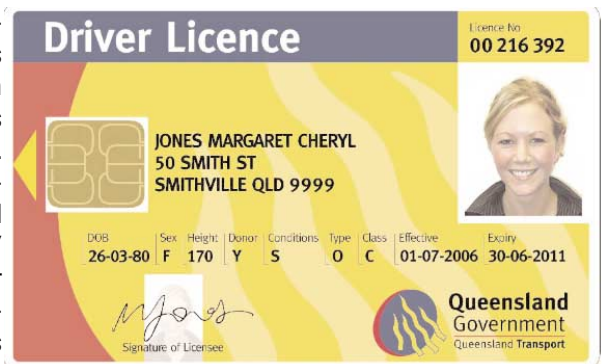 Driver Licence
Licence No
00 216 392
JONES MARGARET CHERYL
50 SMITH ST
SMITHVILLE QLD 9999
DOB Sex Height Donor Conditions Type Class Effective Expiry
26-03-80 F 170 Y S O C 01-07-2006 30-06-2011
MJones
Signature of Licensee
Queensland
Government
Queensland Transport